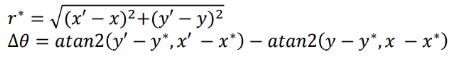 r* = √(x′ − x)²+(y′ − y)²
Δθ = atan2(y′ − y*, x′ − x*) − atan2(y − y*, x − x*)